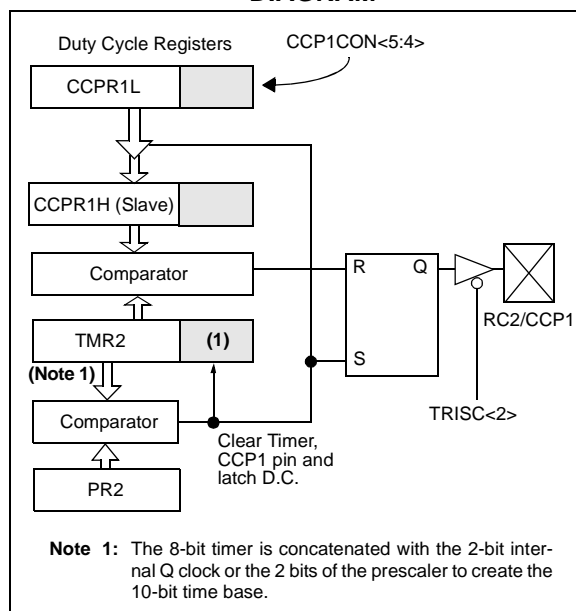 Duty Cycle Registers
CCP1CON<5:4>
CCPR1L
CCPR1H (Slave)
Comparator
R Q
RC2/CCP1
TMR2 (1)
(Note 1)
S
TRISC<2>
Comparator
Clear Timer,
CCP1 pin and
latch D.C.
PR2
Note 1: The 8-bit timer is concatenated with the 2-bit inter-
nal Q clock or the 2 bits of the prescaler to create the
10-bit time base.